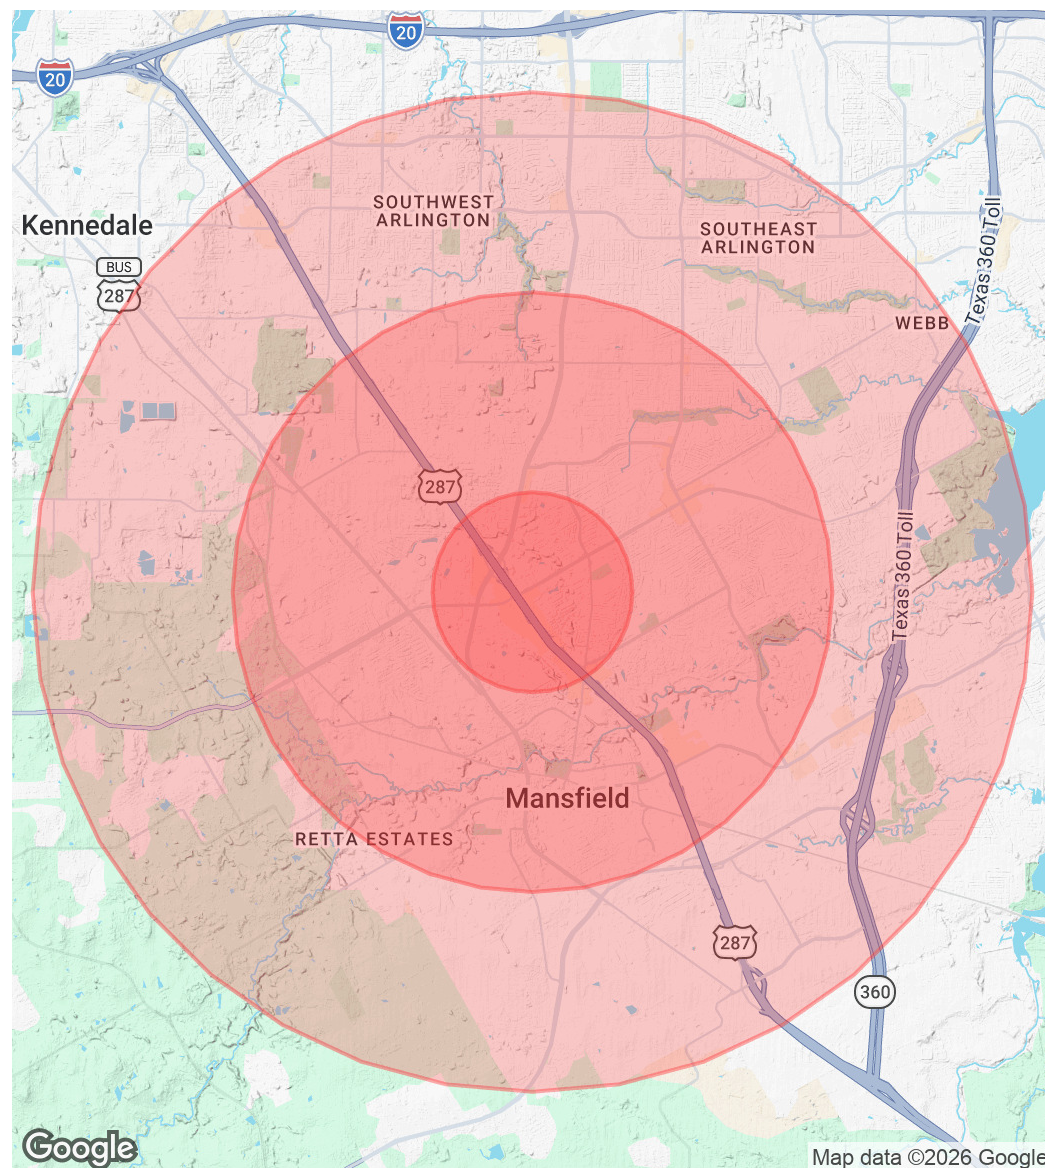 20
20
SOUTHWEST
ARLINGTON
Kennedale
SOUTHEAST
ARLINGTON
Texas 360 Toll
BUS
287
WEBB
287
Texas 360 Toll
Mansfield
RETTA ESTATES
287
360
Google
Map data ©2026 Google